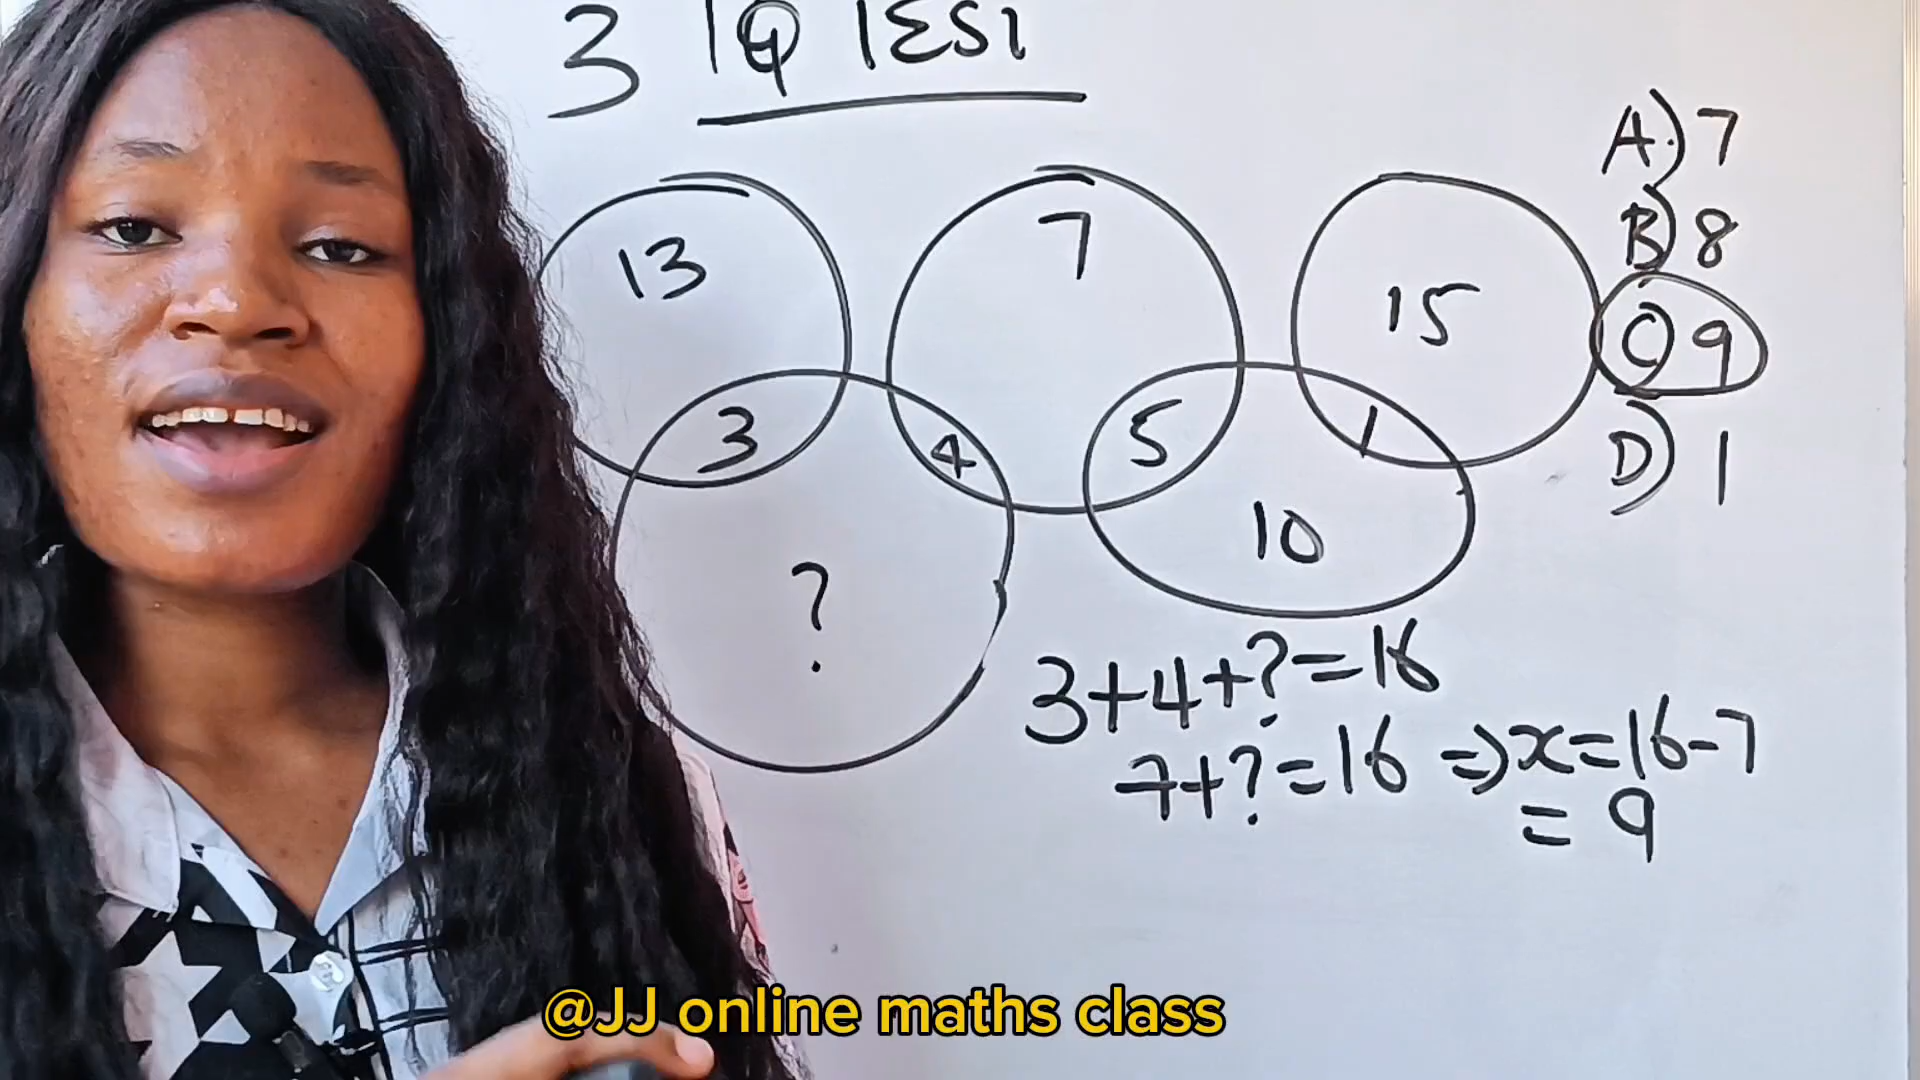 3 IQ TEST
A) 7
B) 8
C) 9
D) 1
13
7
15
3
4
5
1
10
?
3+4+?=16
7+?=16 => x=16-7
= 9
@JJ online maths class